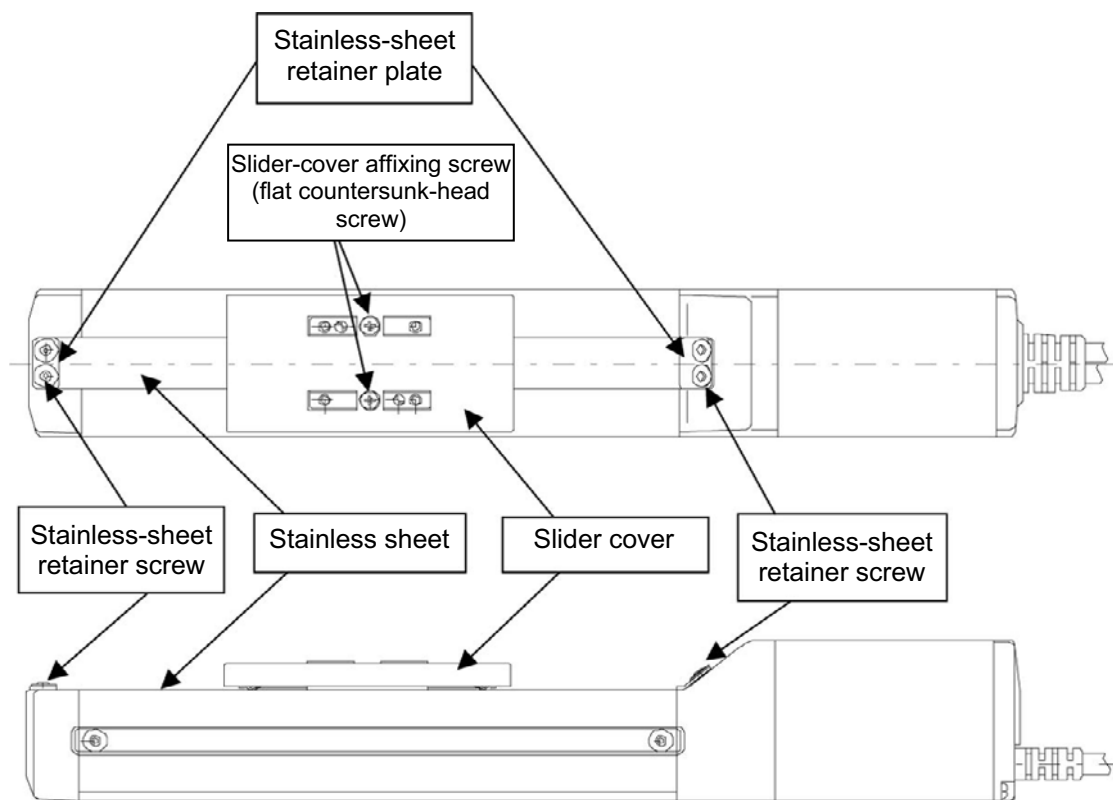 Stainless-sheet
retainer plate
Slider-cover affixing screw
(flat countersunk-head
screw)
Stainless-sheet
retainer screw
Stainless sheet
Slider cover
Stainless-sheet
retainer screw